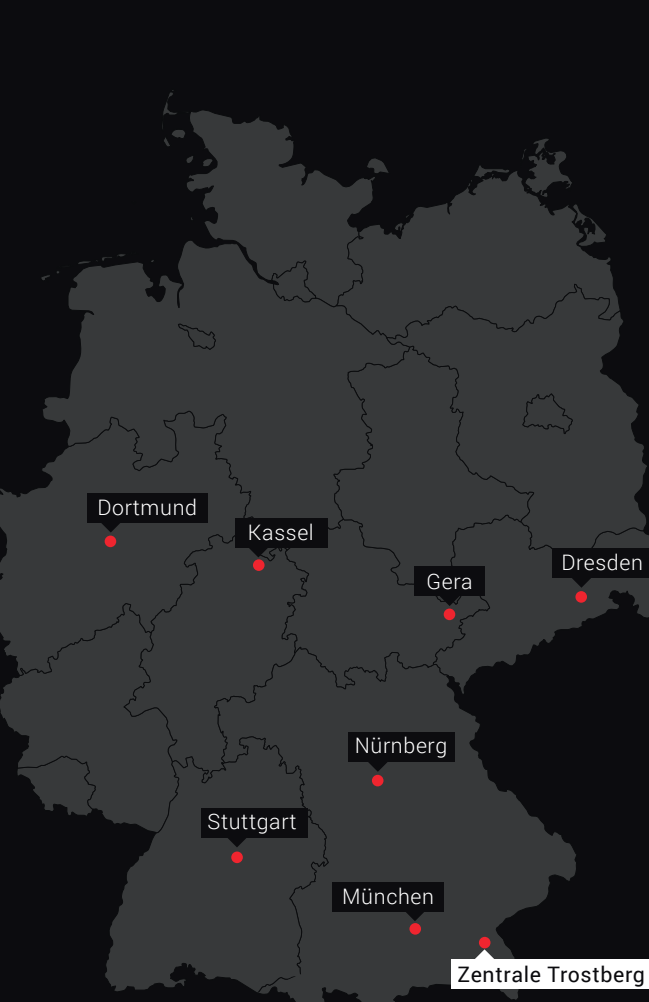 Dortmund
Kassel
Dresden
Gera
Nürnberg
Stuttgart
München
Zentrale Trostberg